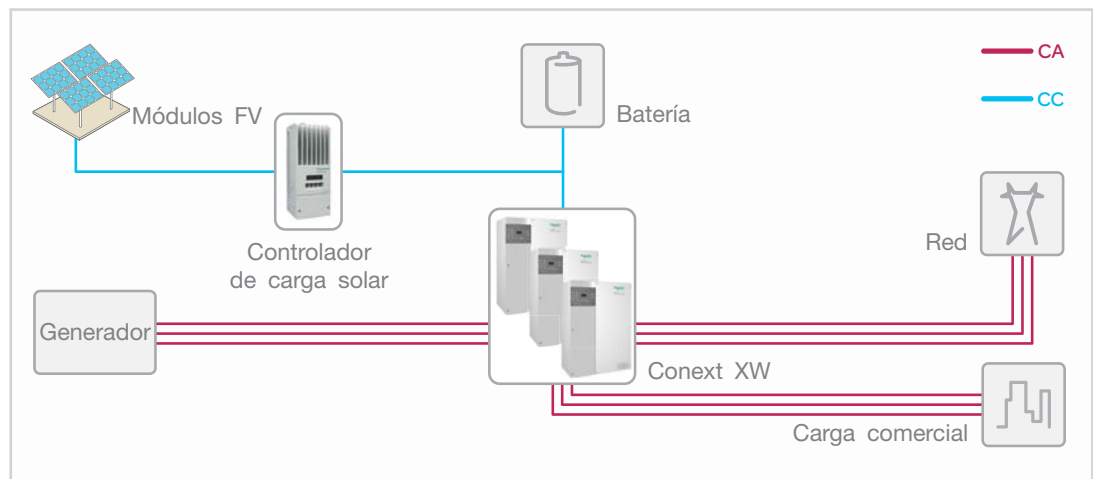 CA
CC
Módulos FV
Batería
Controlador
de carga solar
Red
Generador
Conext XW
Carga comercial